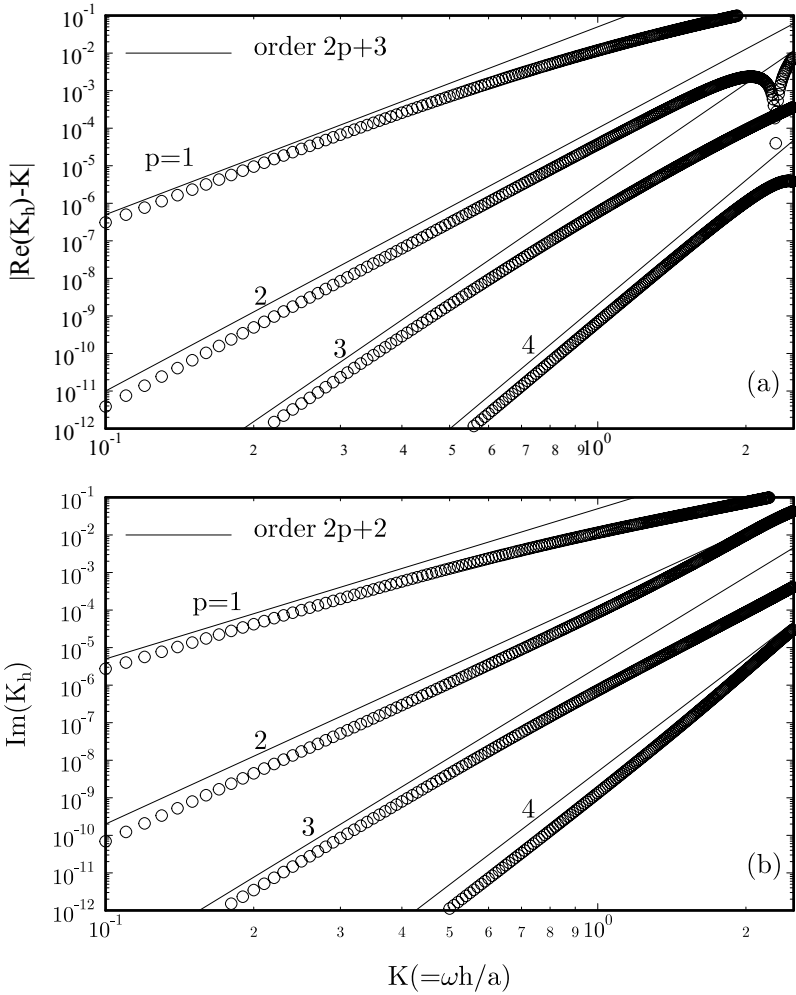 10⁻¹
order 2p+3
10⁻²
10⁻³
10⁻⁴
p=1
10⁻⁵
|Re(K_h)-K|
10⁻⁶
10⁻⁷
10⁻⁸
2
10⁻⁹
3
4
10⁻¹⁰
10⁻¹¹
(a)
10⁻¹²
10⁻¹ 2 3 4 5 6 7 8 9 10⁰ 2
10⁻¹
order 2p+2
10⁻²
10⁻³
p=1
10⁻⁴
10⁻⁵
Im(K_h)
10⁻⁶
10⁻⁷
2
10⁻⁸
10⁻⁹
3
4
10⁻¹⁰
(b)
10⁻¹¹
10⁻¹²
10⁻¹ 2 3 4 5 6 7 8 9 10⁰ 2
K(=ωh/a)